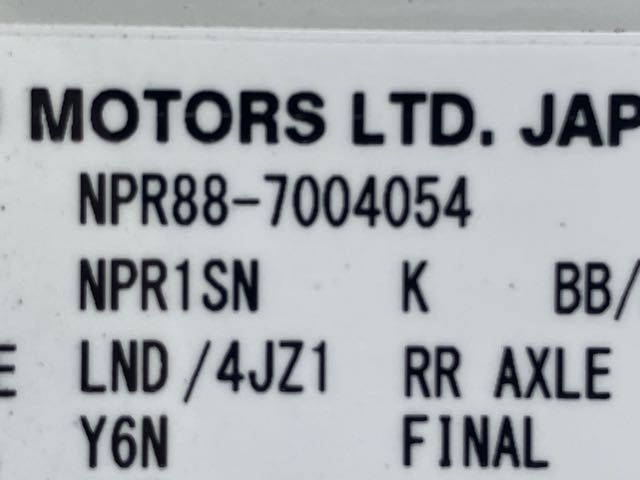 MOTORS LTD. JAP
NPR88-7004054
NPR1SN K BB/
E LND/4JZ1 RR AXLE
Y6N FINAL